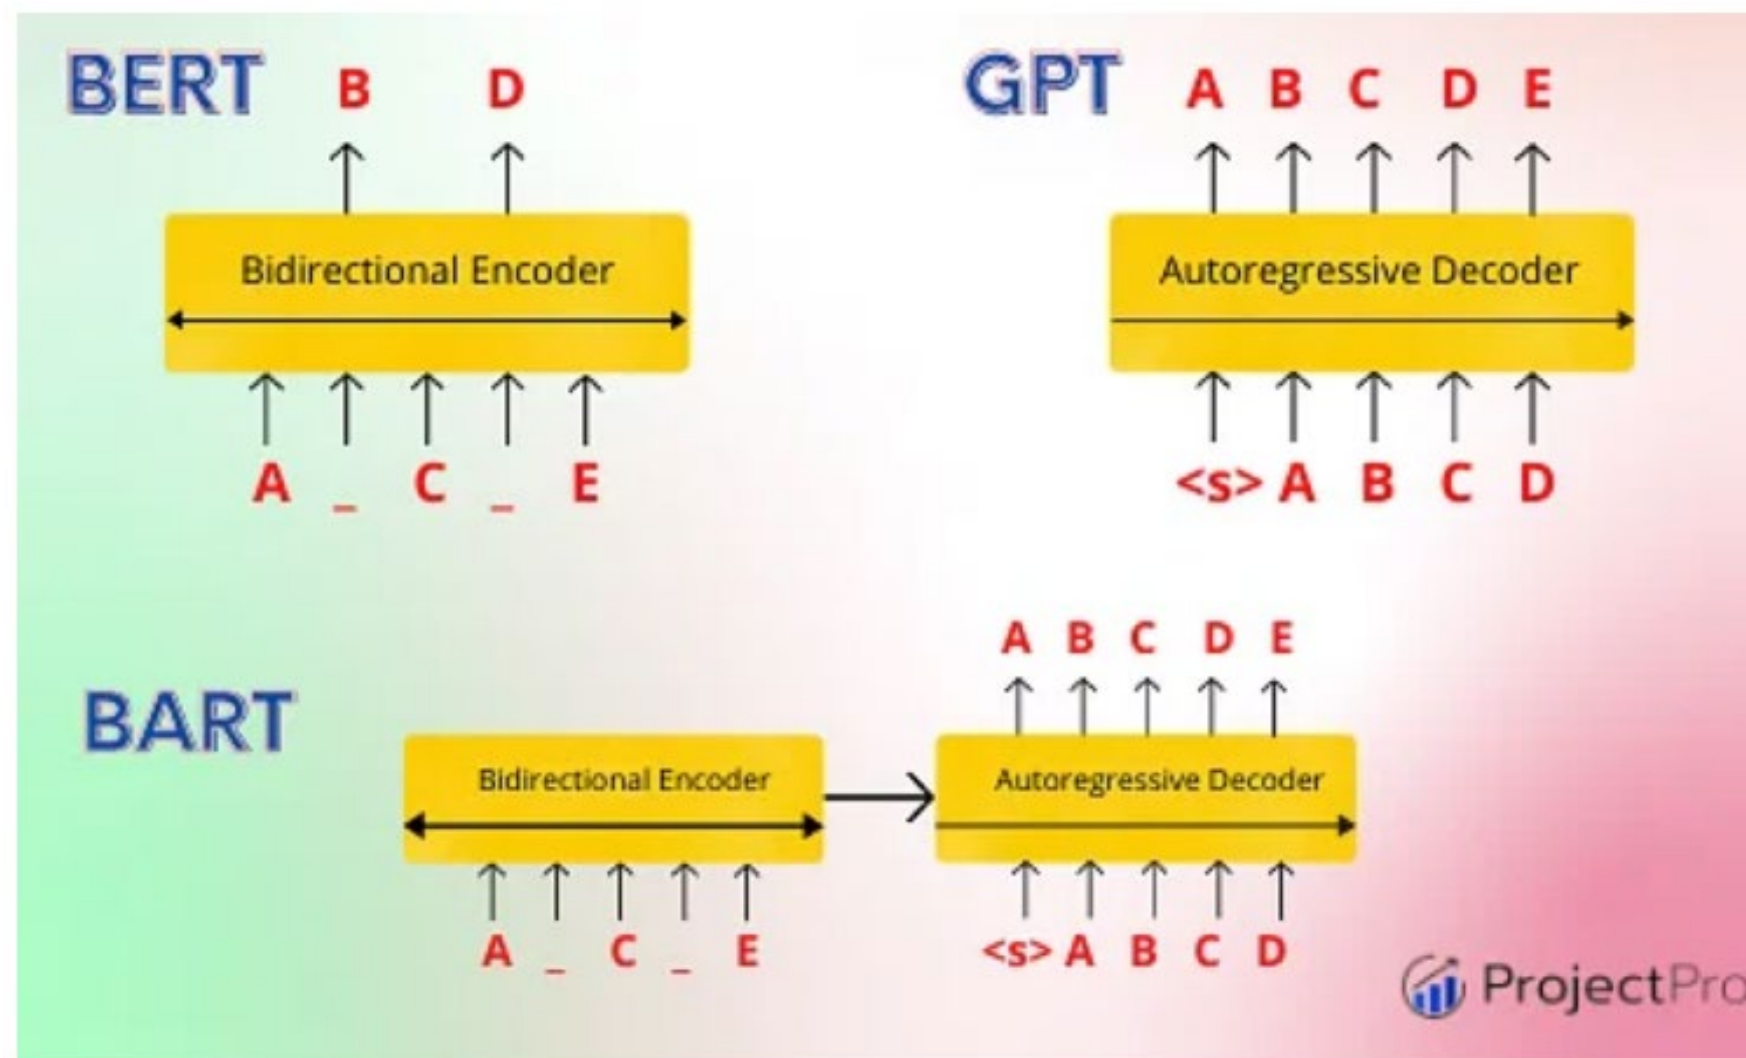 BERT B D
Bidirectional Encoder
A _ C _ E
GPT A B C D E
Autoregressive Decoder
<s> A B C D
BART
Bidirectional Encoder
A _ C _ E
A B C D E
Autoregressive Decoder
<s> A B C D
ProjectPro